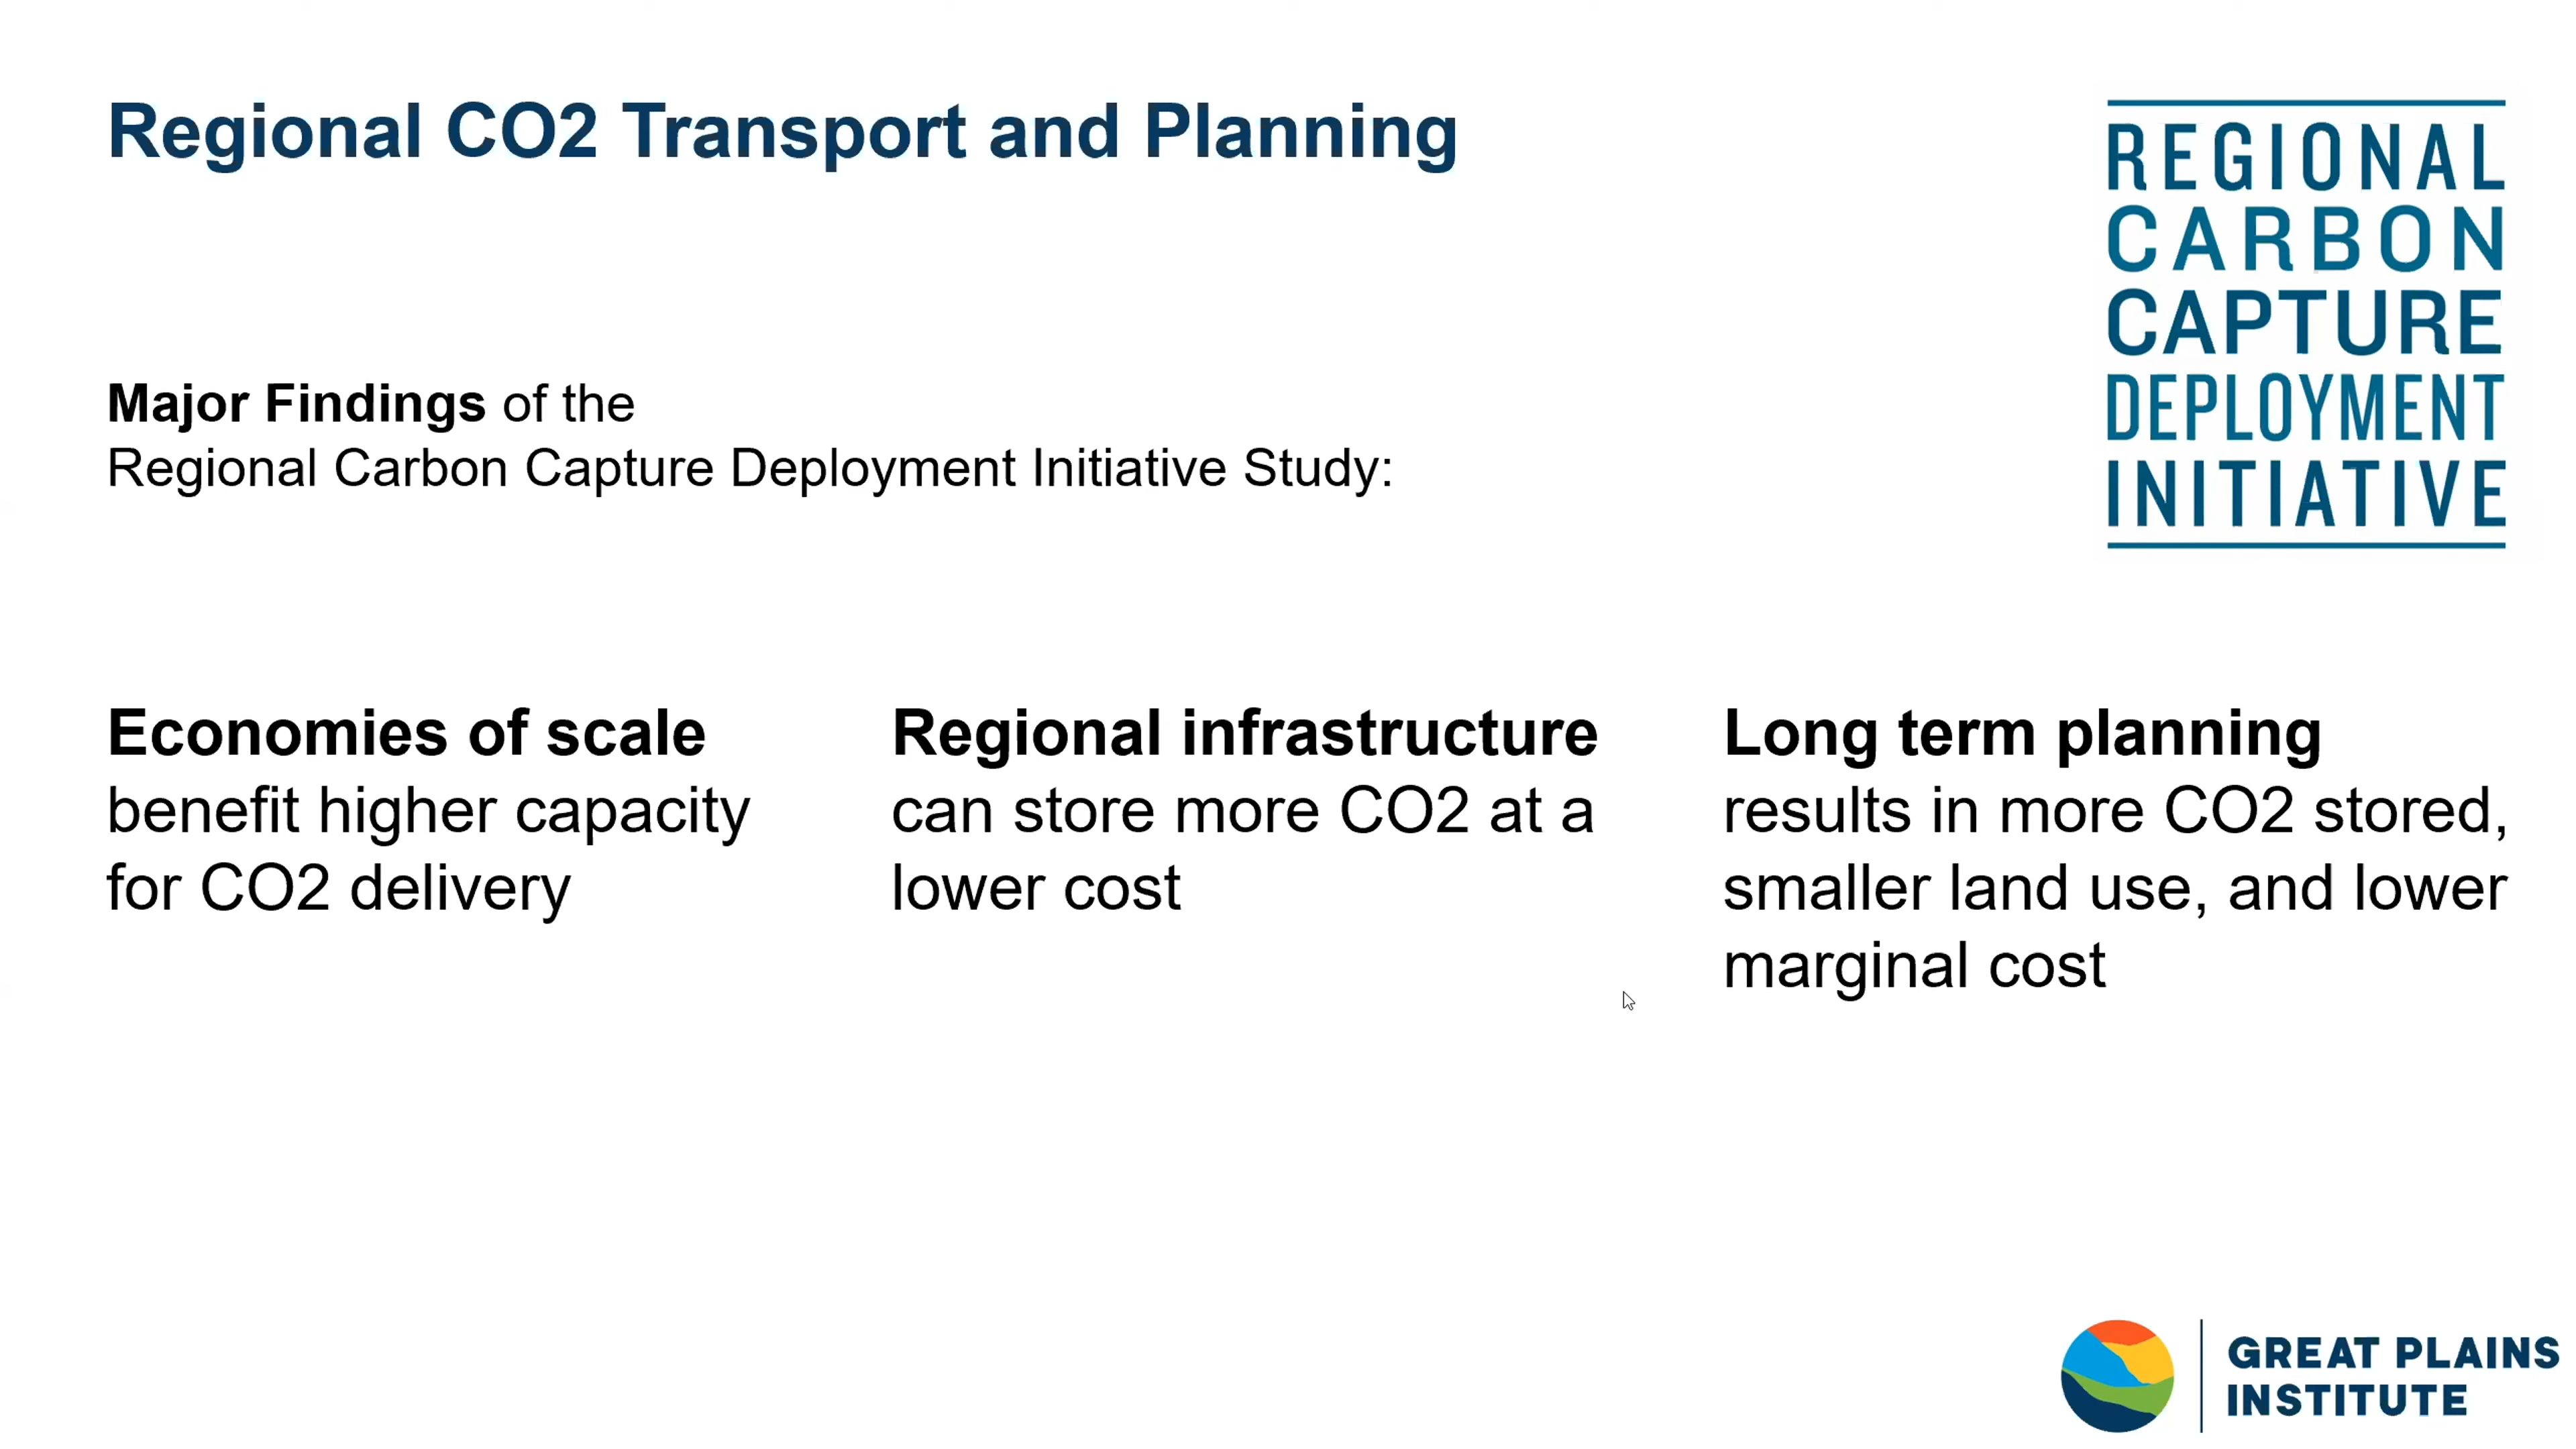 Regional CO2 Transport and Planning
REGIONAL
CARBON
CAPTURE
DEPLOYMENT
INITIATIVE
Major Findings of the
Regional Carbon Capture Deployment Initiative Study:
Economies of scale
benefit higher capacity
for CO2 delivery
Regional infrastructure
can store more CO2 at a
lower cost
Long term planning
results in more CO2 stored,
smaller land use, and lower
marginal cost
GREAT PLAINS
INSTITUTE